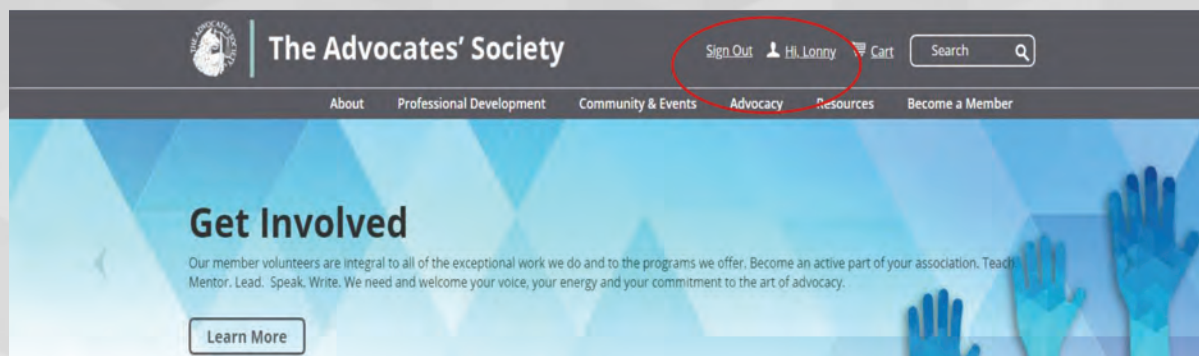 The Advocates' Society
Sign Out Hi, Lonny Cart Search
About Professional Development Community & Events Advocacy Resources Become a Member
Get Involved
Our member volunteers are integral to all of the exceptional work we do and to the programs we offer. Become an active part of your association. Teach.
Mentor. Lead. Speak. Write. We need and welcome your voice, your energy and your commitment to the art of advocacy.
Learn More